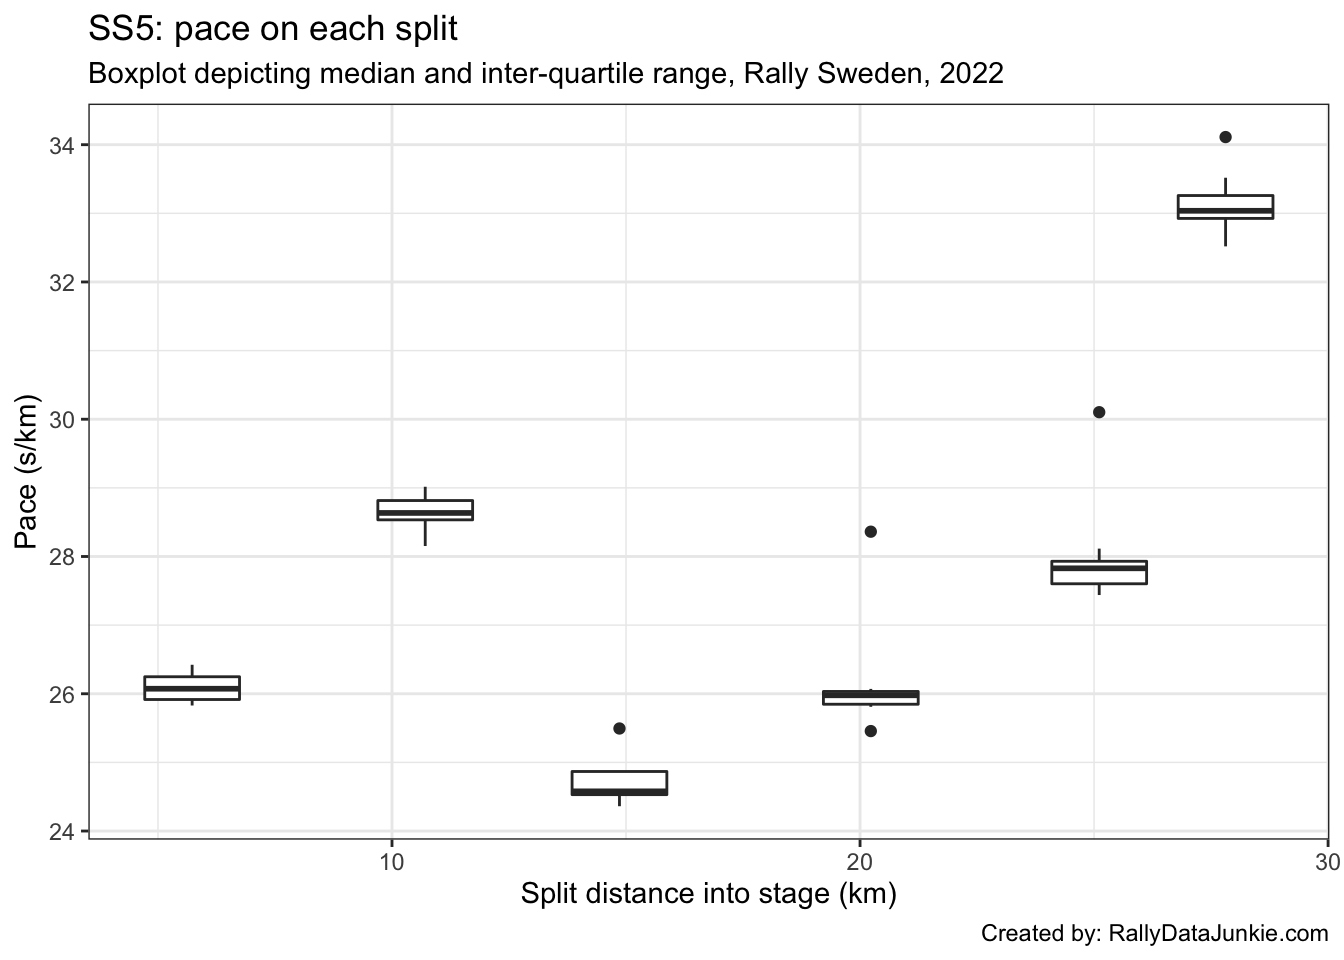 SS5: pace on each split
Boxplot depicting median and inter-quartile range, Rally Sweden, 2022
34
32
30
28
26
24
Pace (s/km)
10 20 30
Split distance into stage (km)
Created by: RallyDataJunkie.com